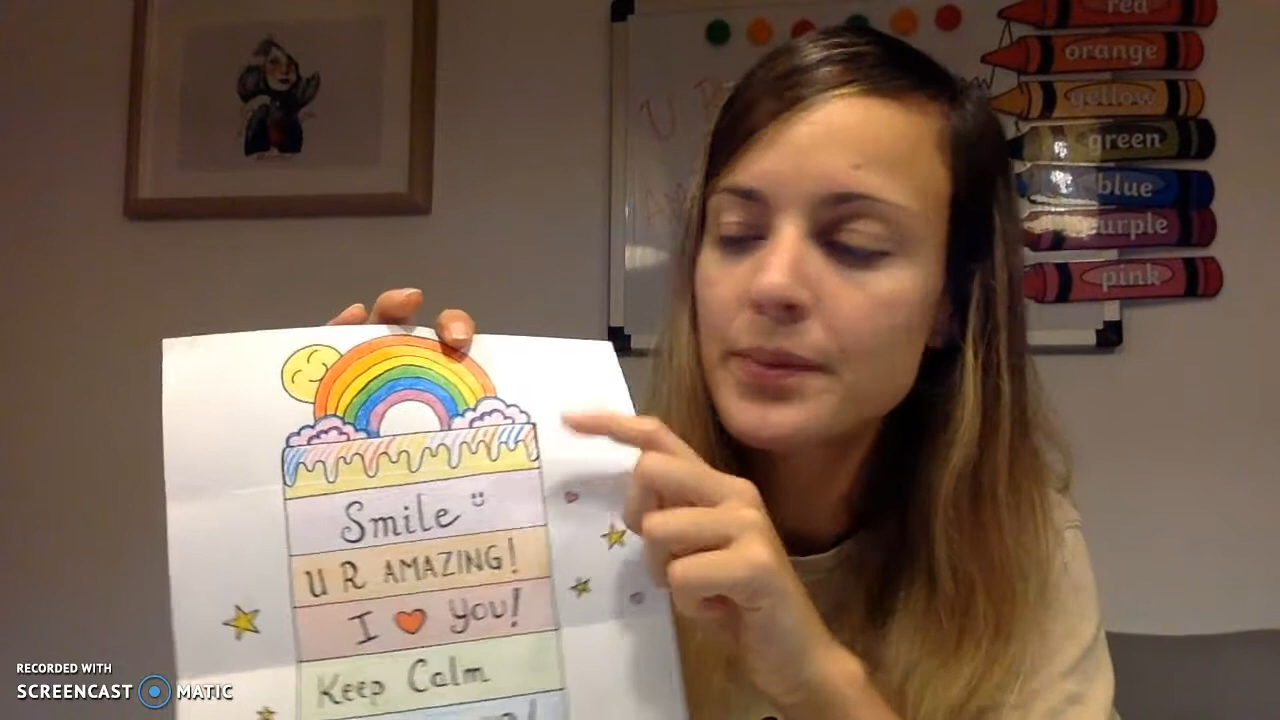 red
orange
yellow
green
blue
purple
pink
U R
Smile
U R AMAZING!
I ❤ You!
Keep Calm
RECORDED WITH
SCREENCAST MATIC